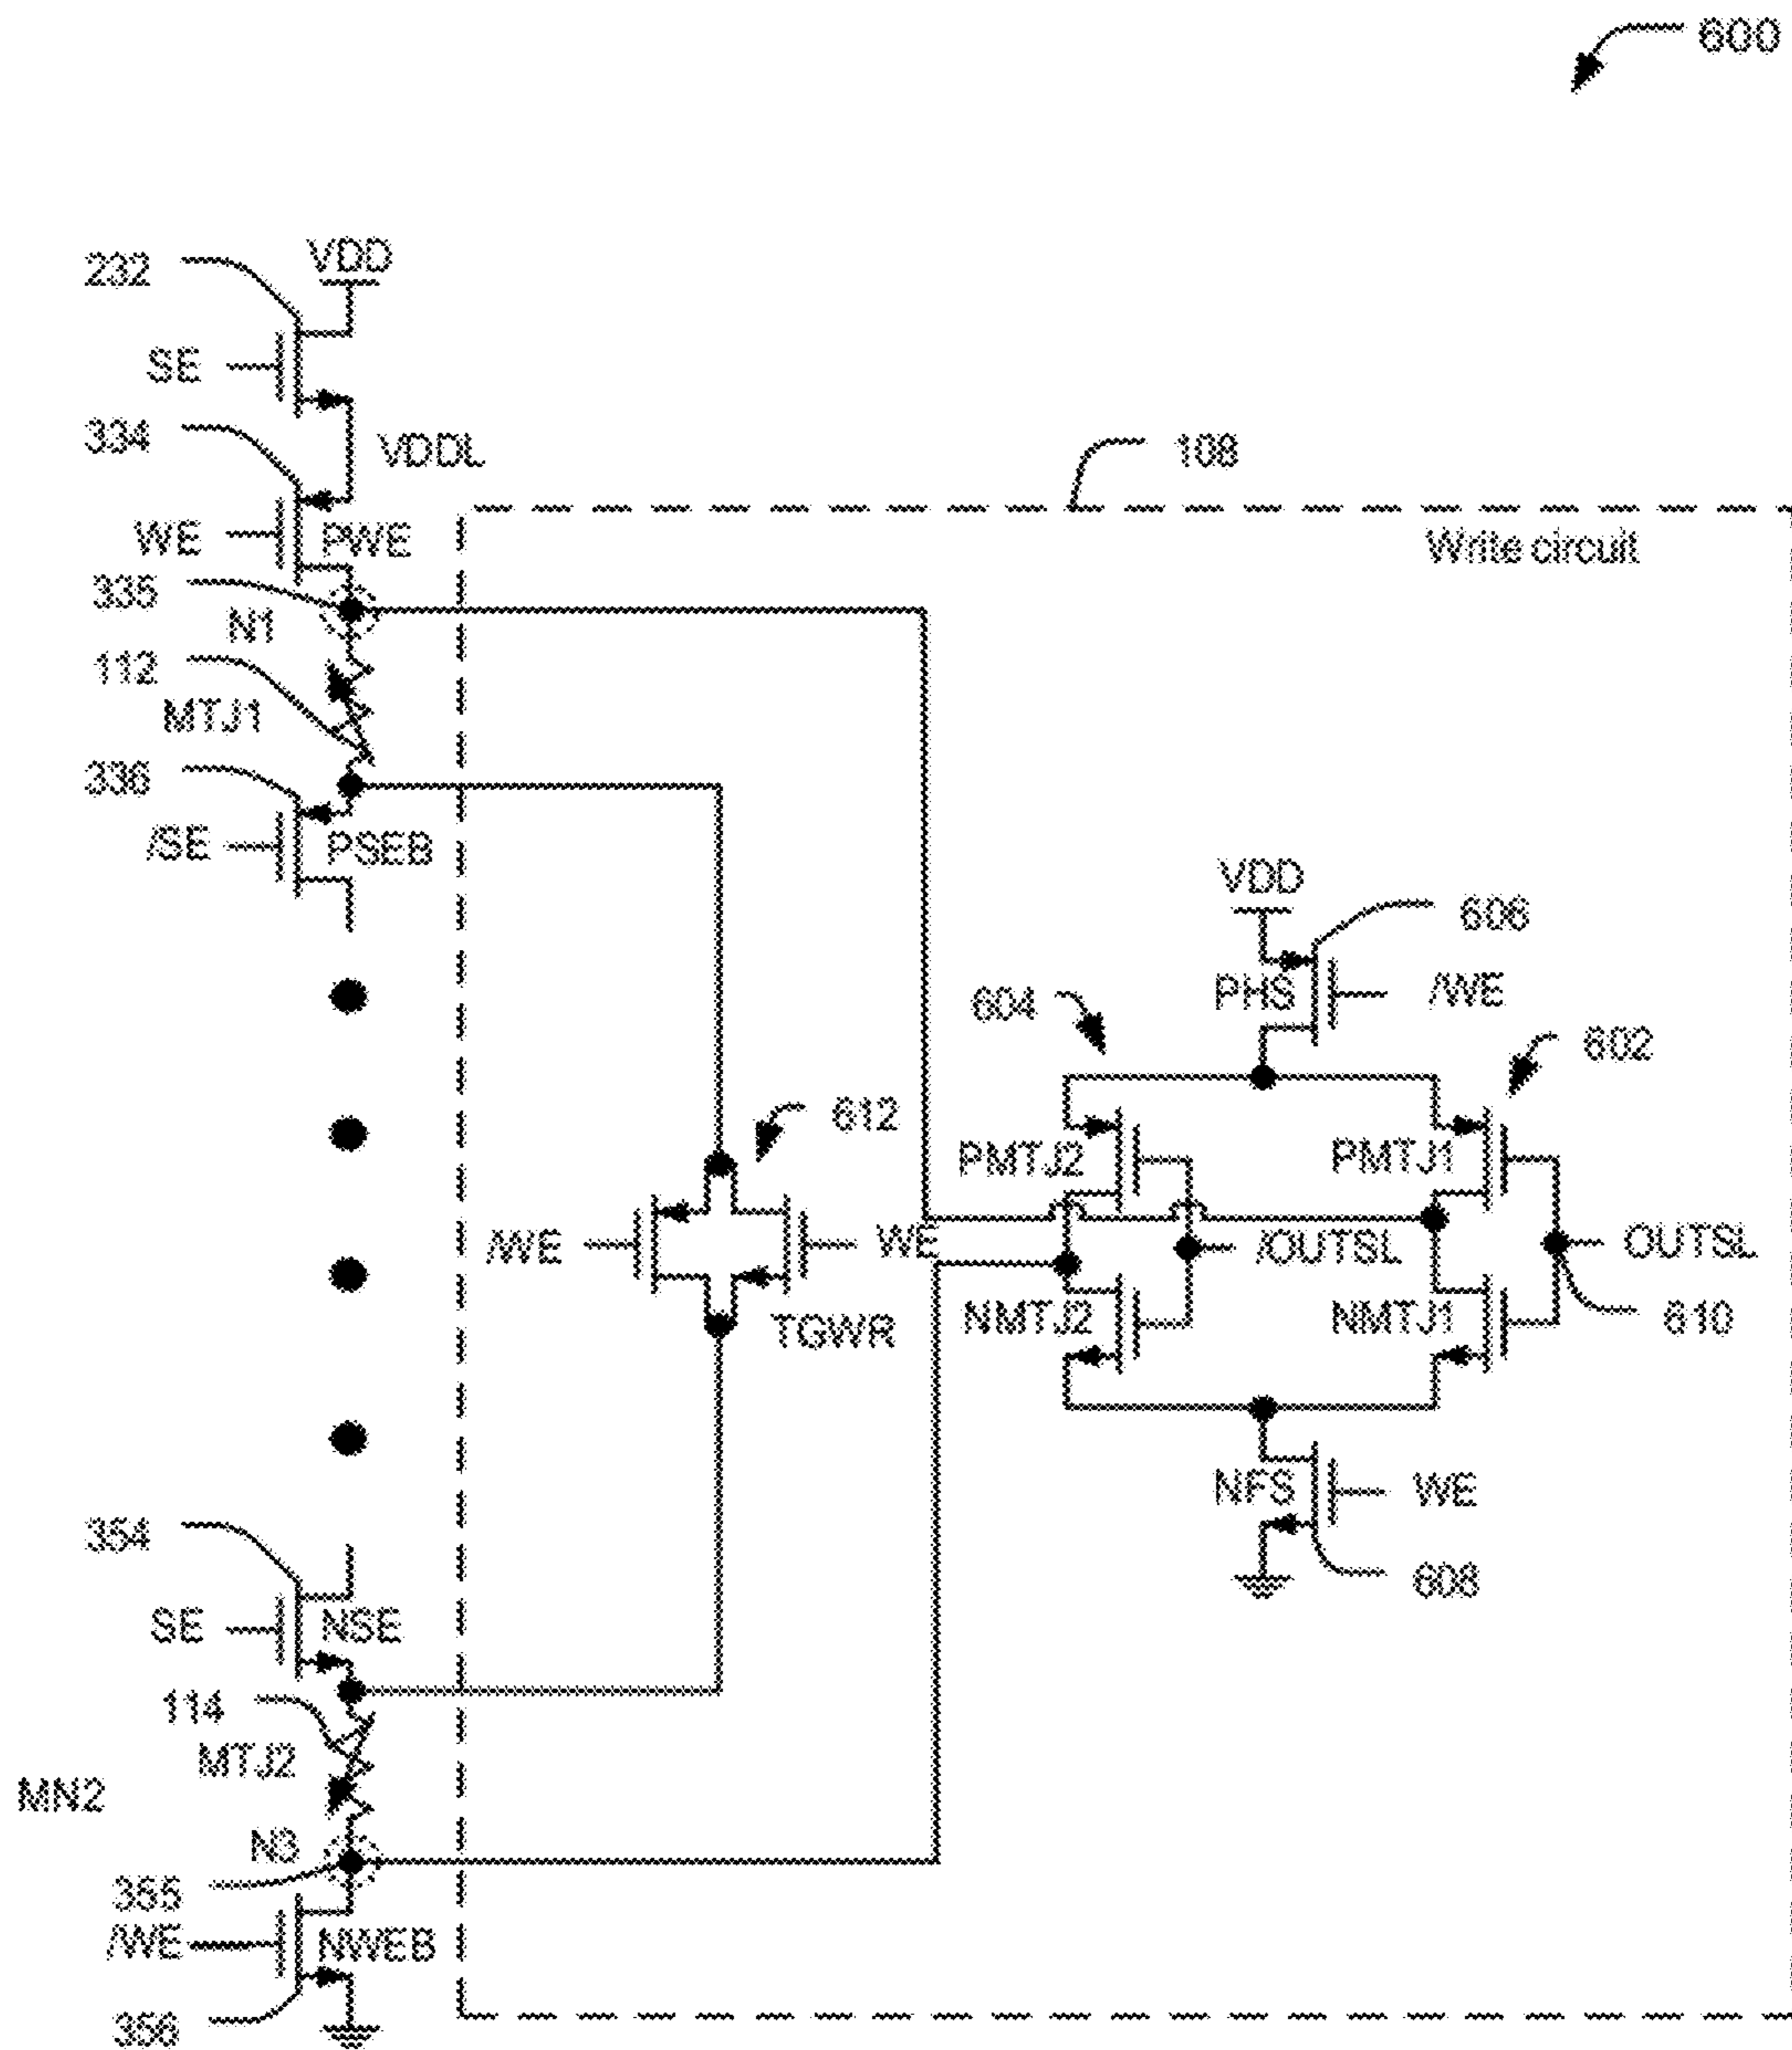 600
232
VDD
SE
334
VDDL
108
WE
PWE
Write circuit
335
N1
112
MTJ1
336
/SE
PSEB
VDD
606
PHS
/WE
604
602
612
PMTJ2
PMTJ1
/WE
WE
/OUTSL
OUTSL
TGWR
NMTJ2
NMTJ1
610
NFS
WE
354
608
SE
NSE
114
MTJ2
MN2
N3
355
/WE
NWEB
356